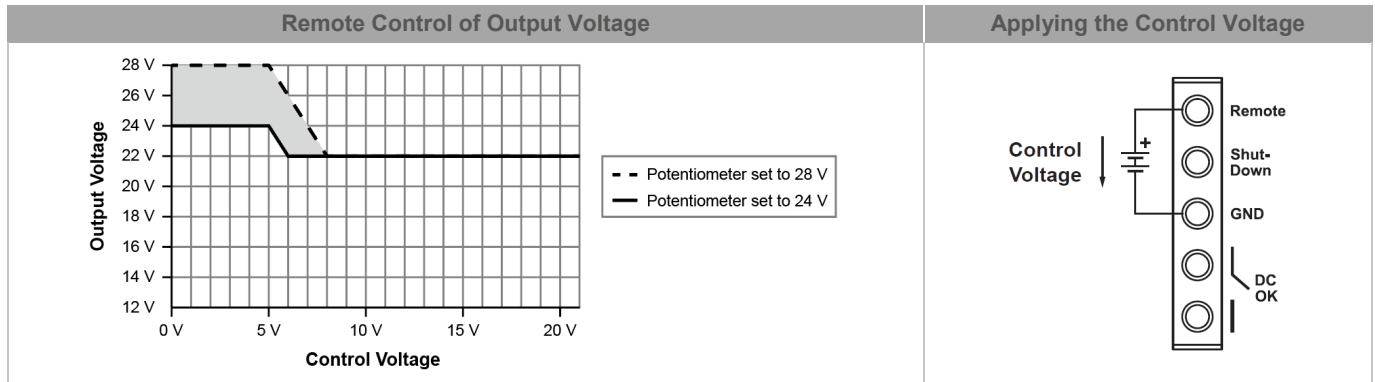 Remote Control of Output Voltage
Applying the Control Voltage
28 V
26 V
24 V
22 V
20 V
18 V
16 V
14 V
12 V
Output Voltage
0 V
5 V
10 V
15 V
20 V
Control Voltage
Potentiometer set to 28 V
Potentiometer set to 24 V
Control
Voltage
+
Remote
Shut-
Down
GND
DC
OK